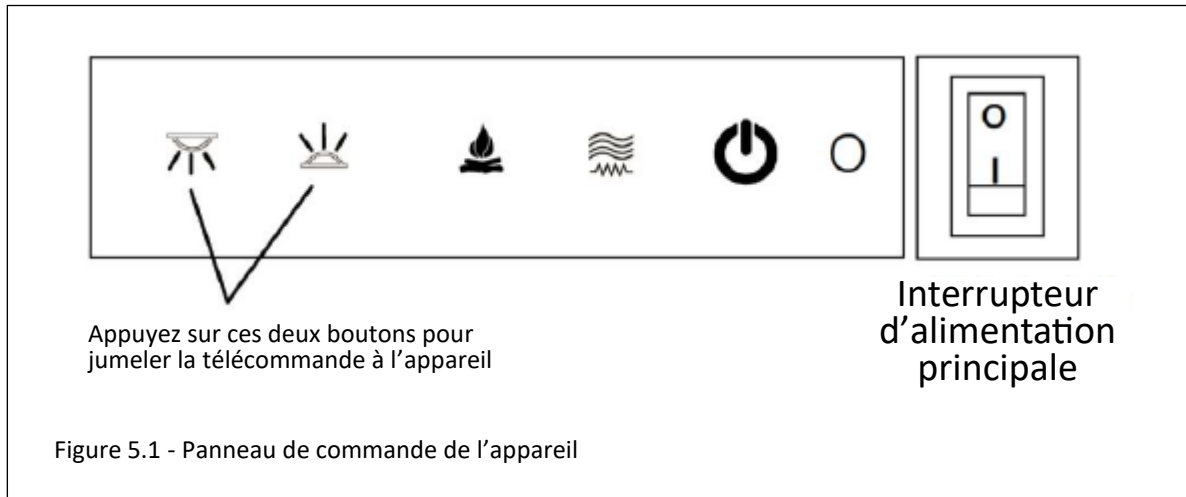 O
I
Interrupteur
d’alimentation
principale
Appuyez sur ces deux boutons pour
jumeler la télécommande à l’appareil
Figure 5.1 - Panneau de commande de l’appareil